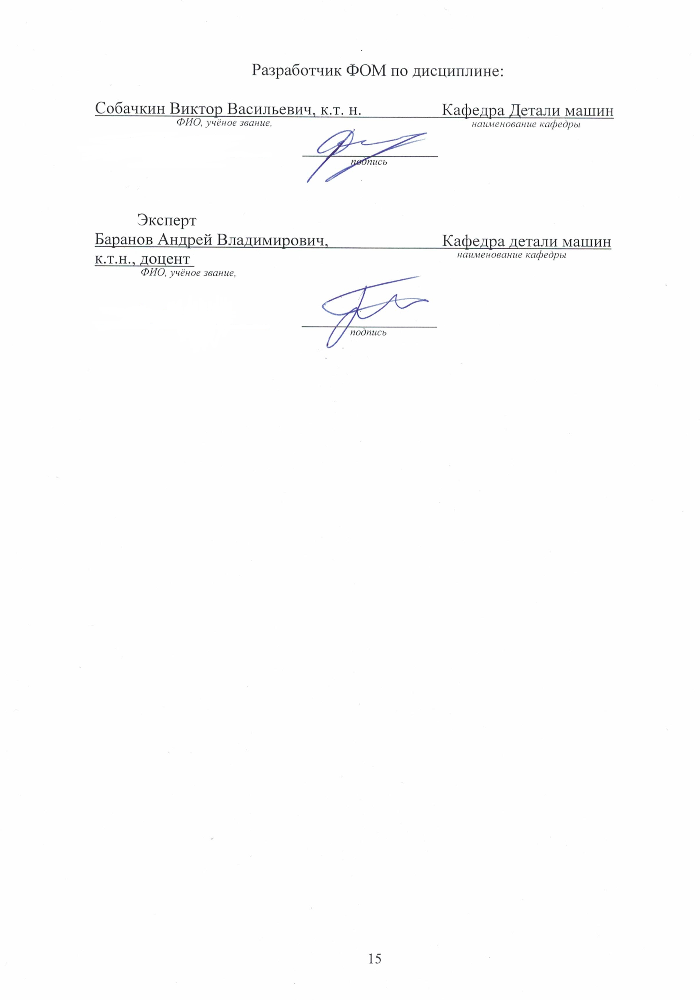 Разработчик ФОМ по дисциплине:
Собачкин Виктор Васильевич, к.т. н. Кафедра Детали машин
ФИО, учёное звание, наименование кафедры
подпись
Эксперт
Баранов Андрей Владимирович, Кафедра детали машин
к.т.н., доцент наименование кафедры
ФИО, учёное звание,
подпись
15